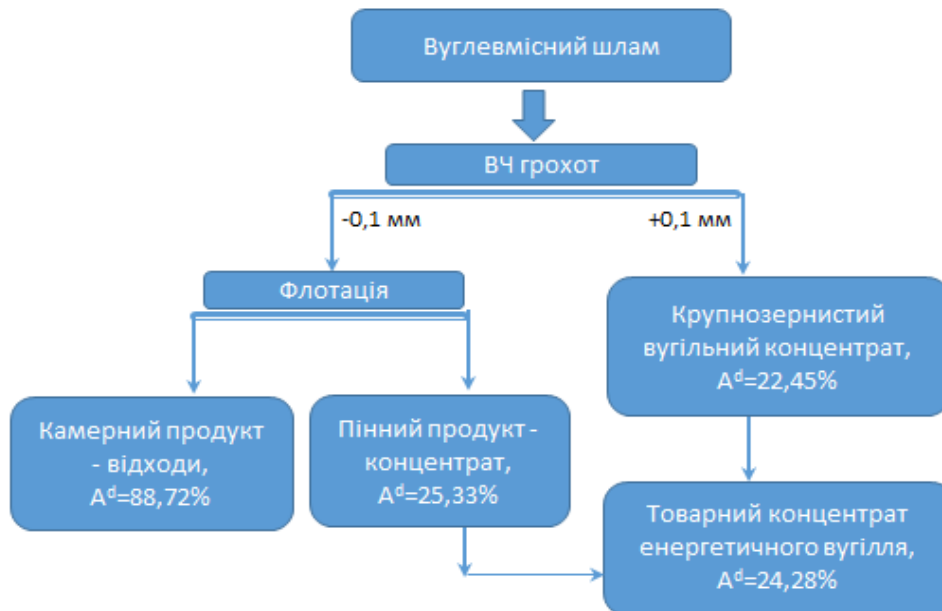 Вуглевмісний шлам
ВЧ грохот
-0,1 мм
+0,1 мм
Флотація
Крупнозернистий
вугільний концентрат,
Aᵈ=22,45%
Камерний продукт
- відходи,
Aᵈ=88,72%
Пінний продукт -
концентрат,
Aᵈ=25,33%
Товарний концентрат
енергетичного вугілля,
Aᵈ=24,28%